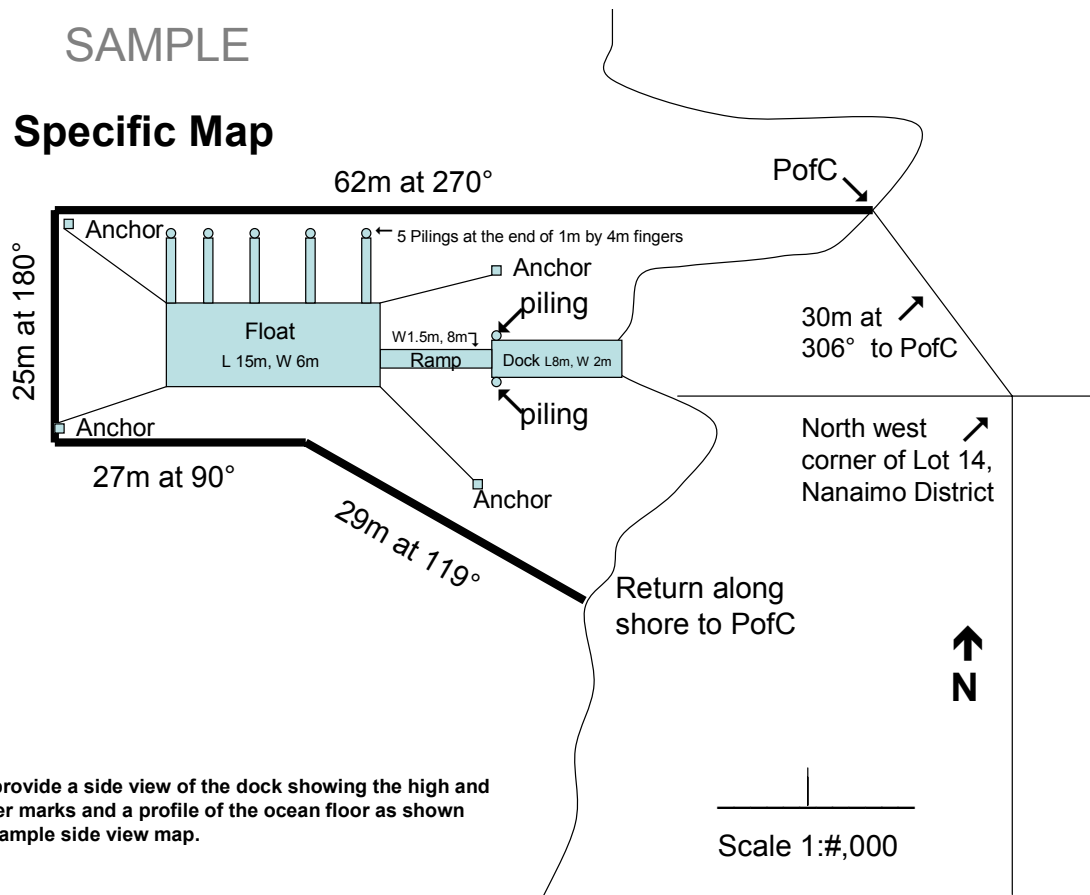 SAMPLE
Specific Map
62m at 270°
PofC
Anchor
5 Pilings at the end of 1m by 4m fingers
Anchor
piling
25m at 180°
Float
L 15m, W 6m
W1.5m, 8m
Ramp
Dock L8m, W 2m
30m at
306° to PofC
piling
Anchor
North west
corner of Lot 14,
Nanaimo District
27m at 90°
Anchor
29m at 119°
Return along
shore to PofC
N
provide a side view of the dock showing the high and
er marks and a profile of the ocean floor as shown
ample side view map.
Scale 1:#,000